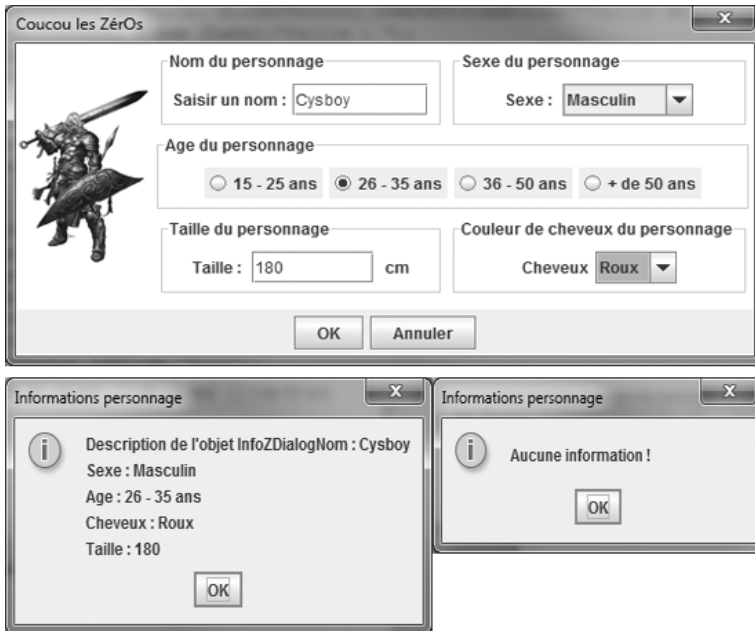 Coucou les ZérOs
x
Nom du personnage
Sexe du personnage
Saisir un nom : Cysboy
Sexe : Masculin
Age du personnage
15 - 25 ans 26 - 35 ans 36 - 50 ans + de 50 ans
Taille du personnage
Couleur de cheveux du personnage
Taille : 180 cm
Cheveux Roux
OK Annuler
Informations personnage
x
Description de l'objet InfoZDialogNom : Cysboy
Sexe : Masculin
Age : 26 - 35 ans
Cheveux : Roux
Taille : 180
OK
Informations personnage
x
Aucune information !
OK